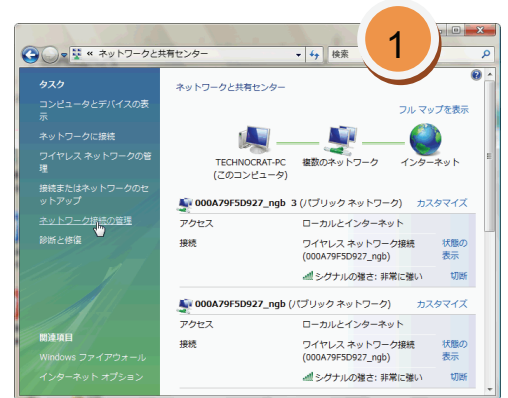 1
« ネットワークと共有センター
検索
タスク
コンピュータとデバイスの表
示
ネットワークに接続
ワイヤレス ネットワークの管
理
接続またはネットワークのセ
ットアップ
ネットワーク接続の管理
診断と修復
関連項目
Windows ファイアウォール
インターネット オプション
ネットワークと共有センター
フル マップを表示
TECHNOCRAT-PC
(このコンピュータ)
複数のネットワーク
インターネット
000A79F5D927_ngb 3 (パブリック ネットワーク) カスタマイズ
アクセス ローカルとインターネット
接続 ワイヤレス ネットワーク接続 状態の
(000A79F5D927_ngb) 表示
シグナルの強さ: 非常に強い 切断
000A79F5D927_ngb (パブリック ネットワーク) カスタマイズ
アクセス ローカルとインターネット
接続 ワイヤレス ネットワーク接続 状態の
(000A79F5D927_ngb) 表示
シグナルの強さ: 非常に強い 切断